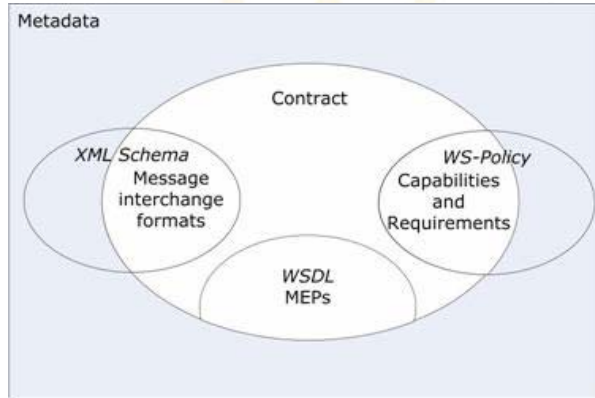 Metadata
Contract
XML Schema
Message
interchange
formats
WS-Policy
Capabilities
and
Requirements
WSDL
MEPs